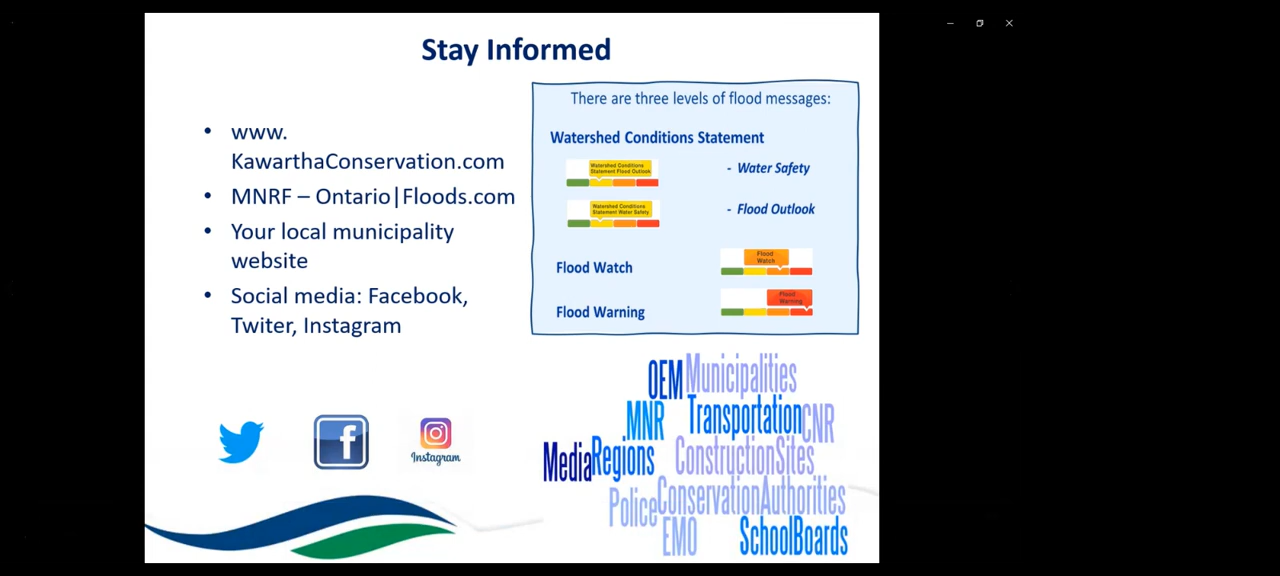 Stay Informed
www.
KawarthaConservation.com
MNRF – Ontario|Floods.com
Your local municipality
website
Social media: Facebook,
Twiter, Instagram
There are three levels of flood messages:
Watershed Conditions Statement
Watershed Conditions
Statement Flood Outlook
- Water Safety
Watershed Conditions
Statement Water Safety
- Flood Outlook
Flood Watch
Flood
Watch
Flood Warning
Flood
Warning
Instagram
OEM Municipalities
MNR Transportation CNR
Media Regions ConstructionSites
Police ConservationAuthorities
EMO SchoolBoards